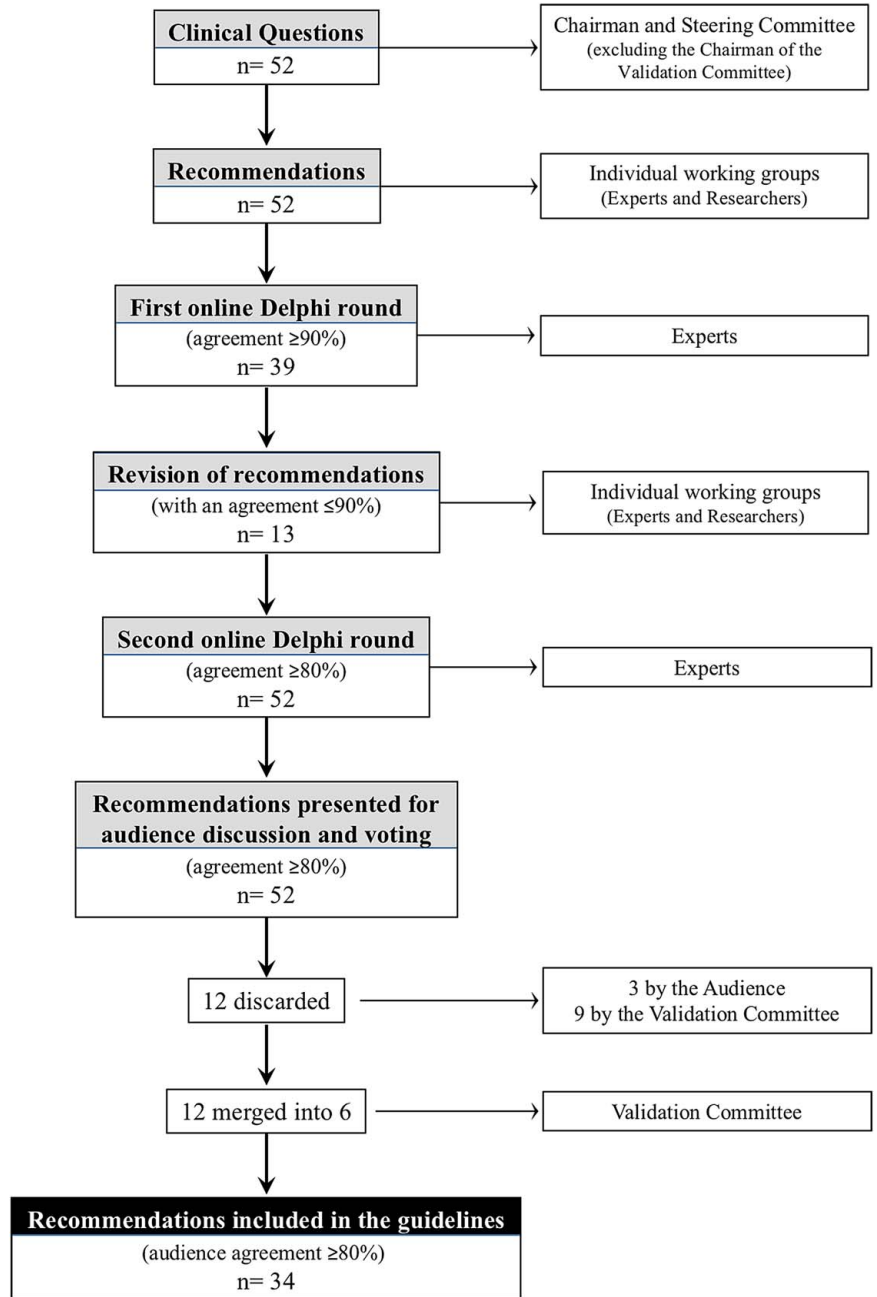 Clinical Questions
n= 52
Chairman and Steering Committee
(excluding the Chairman of the
Validation Committee)
Recommendations
n= 52
Individual working groups
(Experts and Researchers)
First online Delphi round
(agreement ≥90%)
n= 39
Experts
Revision of recommendations
(with an agreement ≤90%)
n= 13
Individual working groups
(Experts and Researchers)
Second online Delphi round
(agreement ≥80%)
n= 52
Experts
Recommendations presented for
audience discussion and voting
(agreement ≥80%)
n= 52
12 discarded
3 by the Audience
9 by the Validation Committee
12 merged into 6
Validation Committee
Recommendations included in the guidelines
(audience agreement ≥80%)
n= 34